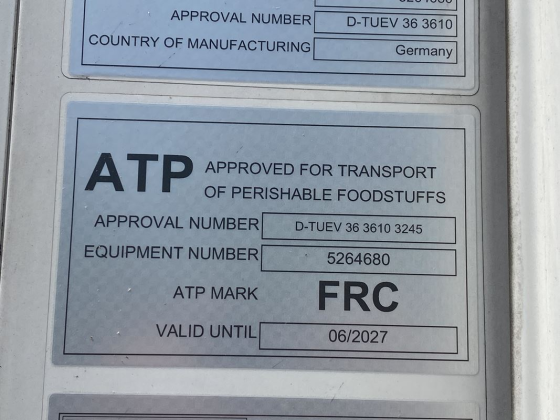 APPROVAL NUMBER D-TUEV 36 3610
COUNTRY OF MANUFACTURING Germany
ATP APPROVED FOR TRANSPORT
OF PERISHABLE FOODSTUFFS
APPROVAL NUMBER D-TUEV 36 3610 3245
EQUIPMENT NUMBER 5264680
ATP MARK FRC
VALID UNTIL 06/2027